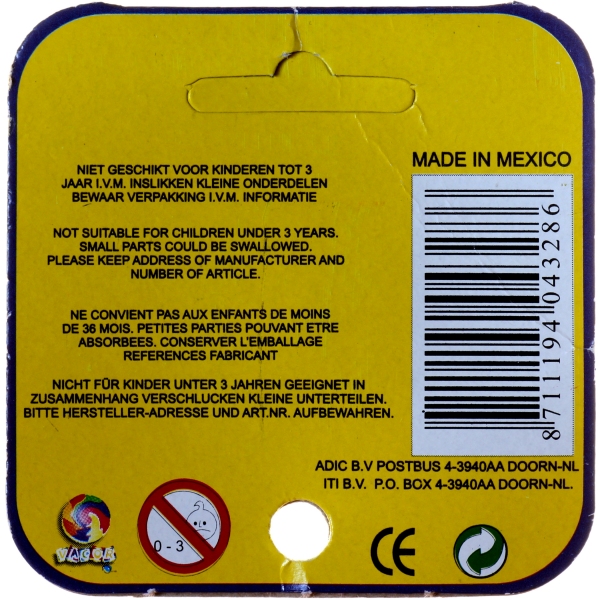 NIET GESCHIKT VOOR KINDEREN TOT 3
JAAR I.V.M. INSLIKKEN KLEINE ONDERDELEN
BEWAAR VERPAKKING I.V.M. INFORMATIE
NOT SUITABLE FOR CHILDREN UNDER 3 YEARS.
SMALL PARTS COULD BE SWALLOWED.
PLEASE KEEP ADDRESS OF MANUFACTURER AND
NUMBER OF ARTICLE.
NE CONVIENT PAS AUX ENFANTS DE MOINS
DE 36 MOIS. PETITES PARTIES POUVANT ETRE
ABSORBEES. CONSERVER L'EMBALLAGE
REFERENCES FABRICANT
NICHT FÜR KINDER UNTER 3 JAHREN GEEIGNET IN
ZUSAMMENHANG VERSCHLUCKEN KLEINE UNTERTEILEN.
BITTE HERSTELLER-ADRESSE UND ART.NR. AUFBEWAHREN.
MADE IN MEXICO
8 711194 043286
ADIC B.V POSTBUS 4-3940AA DOORN-NL
ITI B.V. P.O. BOX 4-3940AA DOORN-NL.
0 - 3
CE